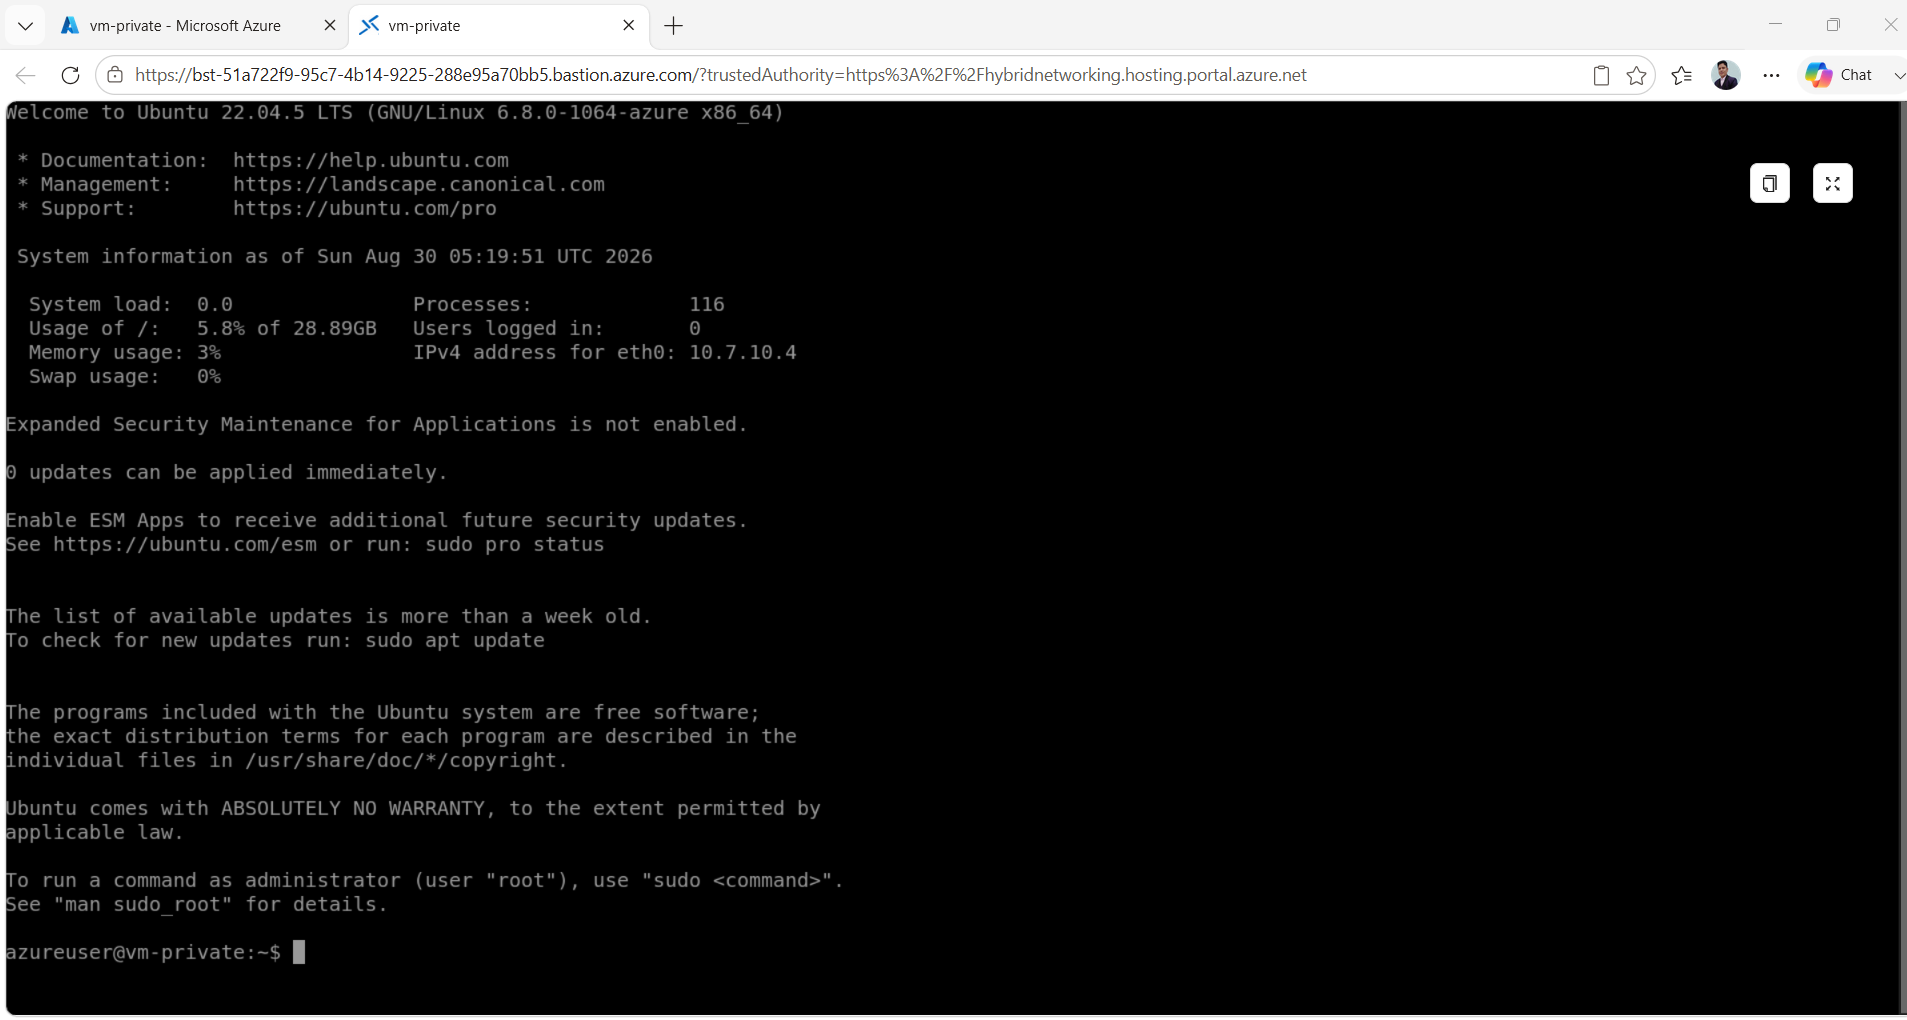 vm-private - Microsoft Azure
vm-private
https://bst-51a722f9-95c7-4b14-9225-288e95a70bb5.bastion.azure.com/?trustedAuthority=https%3A%2F%2Fhybridnetworking.hosting.portal.azure.net
Chat
Welcome to Ubuntu 22.04.5 LTS (GNU/Linux 6.8.0-1064-azure x86_64)
* Documentation:  https://help.ubuntu.com
* Management:     https://landscape.canonical.com
* Support:        https://ubuntu.com/pro
System information as of Sun Aug 30 05:19:51 UTC 2026
System load:  0.0               Processes:             116
Usage of /:   5.8% of 28.89GB   Users logged in:       0
Memory usage: 3%                IPv4 address for eth0: 10.7.10.4
Swap usage:   0%
Expanded Security Maintenance for Applications is not enabled.
0 updates can be applied immediately.
Enable ESM Apps to receive additional future security updates.
See https://ubuntu.com/esm or run: sudo pro status
The list of available updates is more than a week old.
To check for new updates run: sudo apt update
The programs included with the Ubuntu system are free software;
the exact distribution terms for each program are described in the
individual files in /usr/share/doc/*/copyright.
Ubuntu comes with ABSOLUTELY NO WARRANTY, to the extent permitted by
applicable law.
To run a command as administrator (user "root"), use "sudo <command>".
See "man sudo_root" for details.
azureuser@vm-private:~$